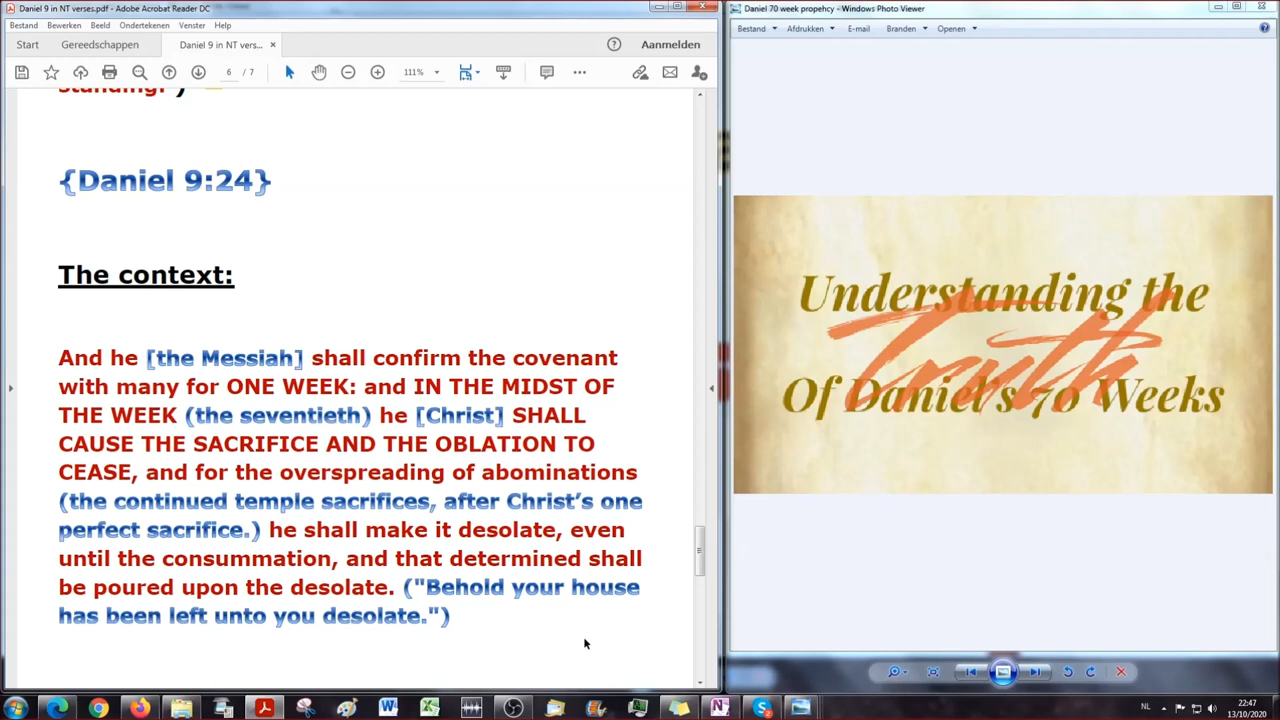 Daniel 9 in NT verses.pdf - Adobe Acrobat Reader DC
Bestand Bewerken Beeld Ondertekenen Venster Help
Start Gereedschappen Daniel 9 in NT vers... × Aanmelden
6 / 7 111%
standing. )
{Daniel 9:24}
The context:
And he [the Messiah] shall confirm the covenant
with many for ONE WEEK: and IN THE MIDST OF
THE WEEK (the seventieth) he [Christ] SHALL
CAUSE THE SACRIFICE AND THE OBLATION TO
CEASE, and for the overspreading of abominations
(the continued temple sacrifices, after Christ’s one
perfect sacrifice.) he shall make it desolate, even
until the consummation, and that determined shall
be poured upon the desolate. ("Behold your house
has been left unto you desolate.")
Daniel 70 week propehcy - Windows Photo Viewer
Bestand Afdrukken E-mail Branden Openen
Understanding the
Truth
Of Daniel's 70 Weeks
NL 22:47
13/10/2020